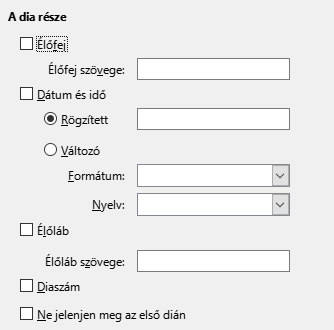 A dia része
Élőfej
Élőfej szövege:
Dátum és idő
Rögzített
Változó
Formátum:
Nyelv:
Élőláb
Élőláb szövege:
Diaszám
Ne jelenjen meg az első dián